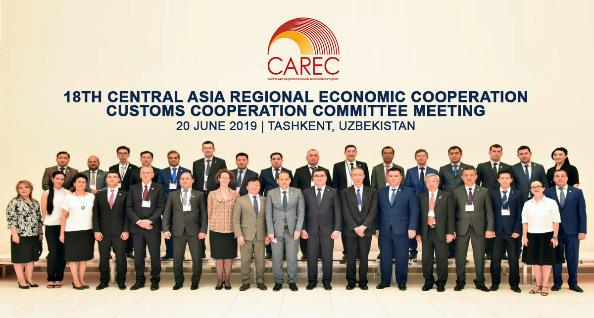 CAREC
18TH CENTRAL ASIA REGIONAL ECONOMIC COOPERATION
CUSTOMS COOPERATION COMMITTEE MEETING
20 JUNE 2019 | TASHKENT, UZBEKISTAN